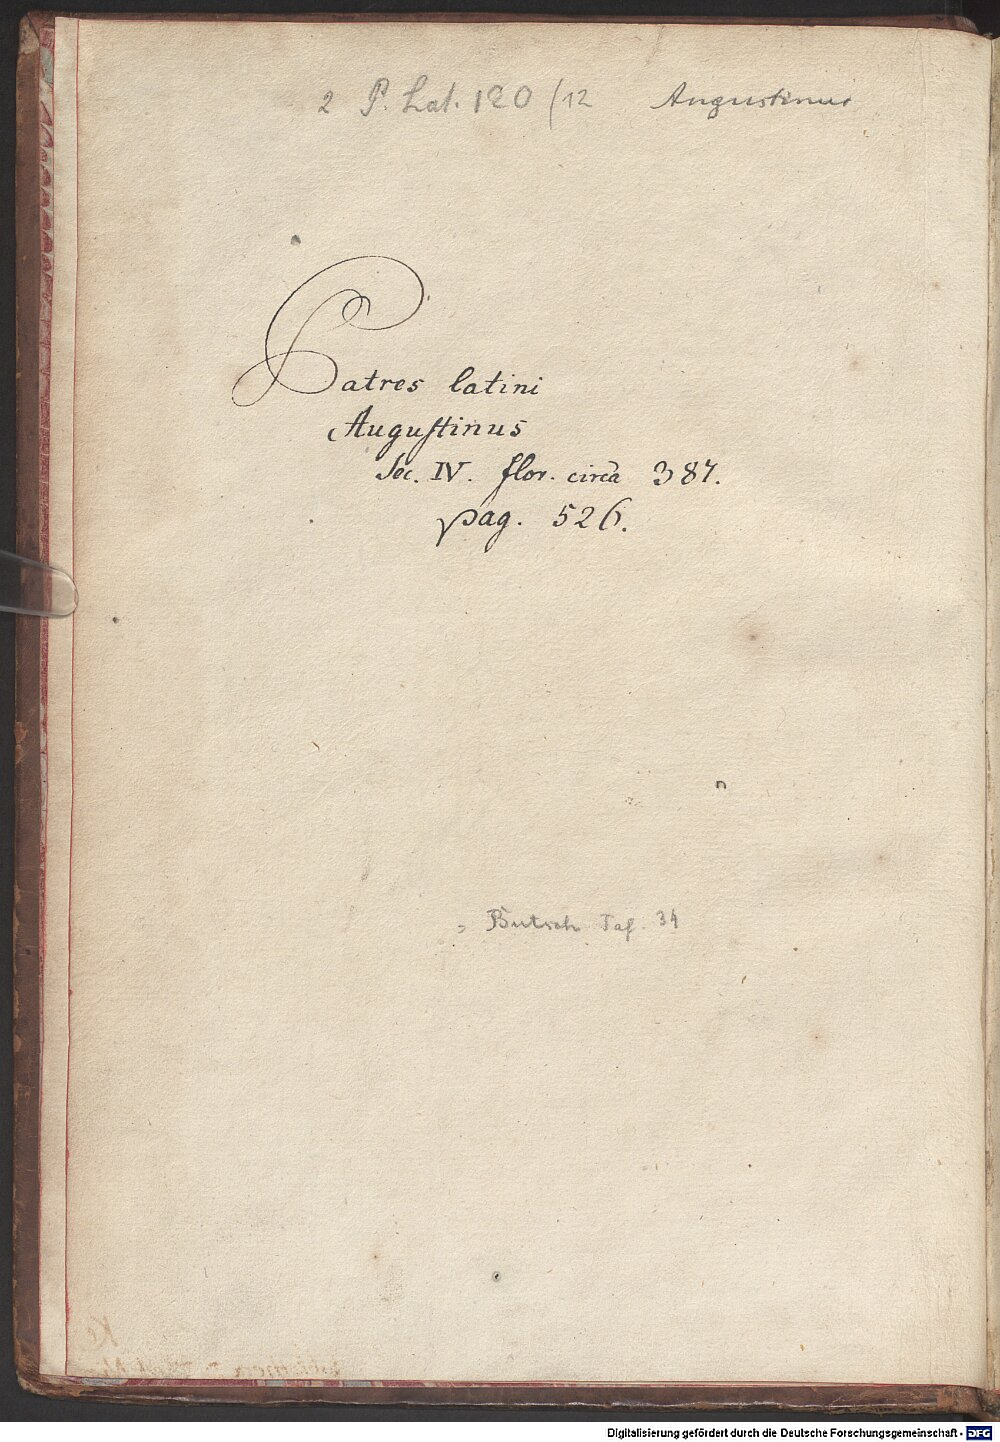 2 P. Lat. 120/12 Augustinus
Patres latini
Auguſtinus
Sec. IV. flor. circa 387.
pag. 526.
Butsch Taf. 34
Digitalisierung gefördert durch die Deutsche Forschungsgemeinschaft - DFG